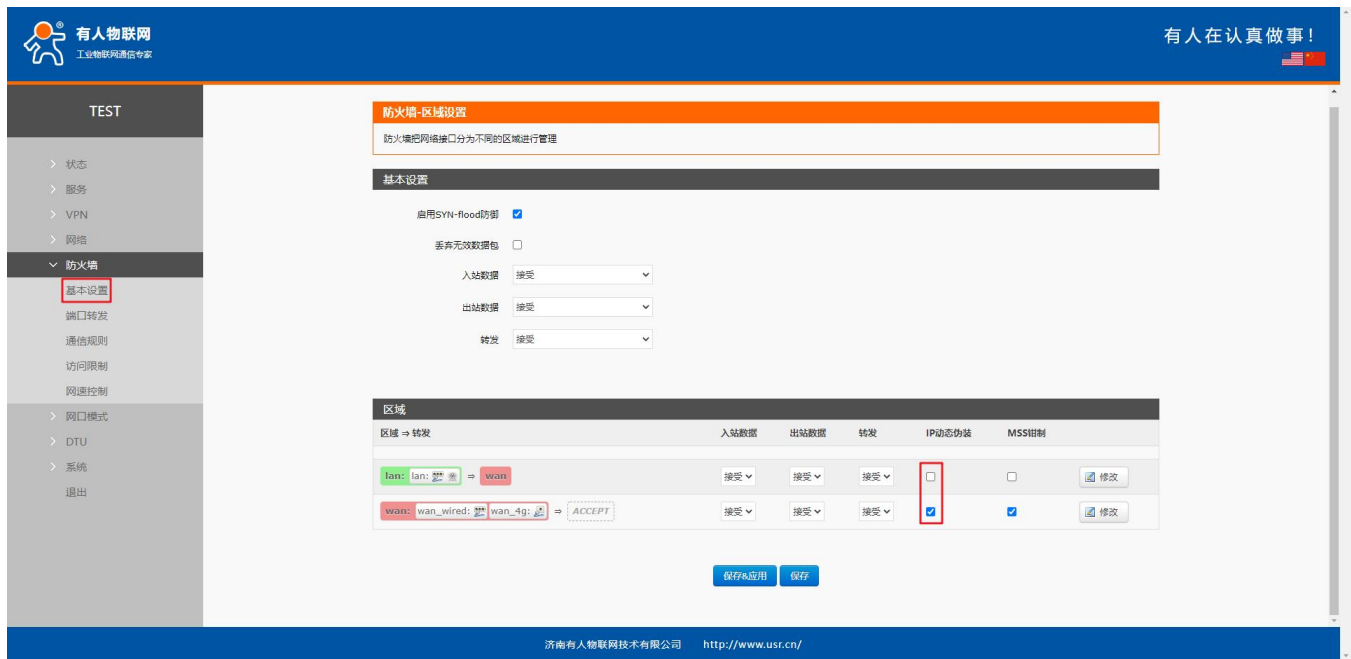 有人物联网
®
工业物联网通信专家
有人在认真做事！
TEST
状态
服务
VPN
网络
防火墙
基本设置
端口转发
通信规则
访问限制
网速控制
网口模式
DTU
系统
退出
防火墙-区域设置
防火墙把网络接口分为不同的区域进行管理
基本设置
启用SYN-flood防御
丢弃无效数据包
入站数据 接受
出站数据 接受
转发 接受
区域
区域 ⇒ 转发 入站数据 出站数据 转发 IP动态伪装 MSS钳制
lan: lan: ⇒ wan 接受 接受 接受 修改
wan: wan_wired: wan_4g: ⇒ ACCEPT 接受 接受 接受 修改
保存&应用 保存
济南有人物联网技术有限公司 http://www.usr.cn/